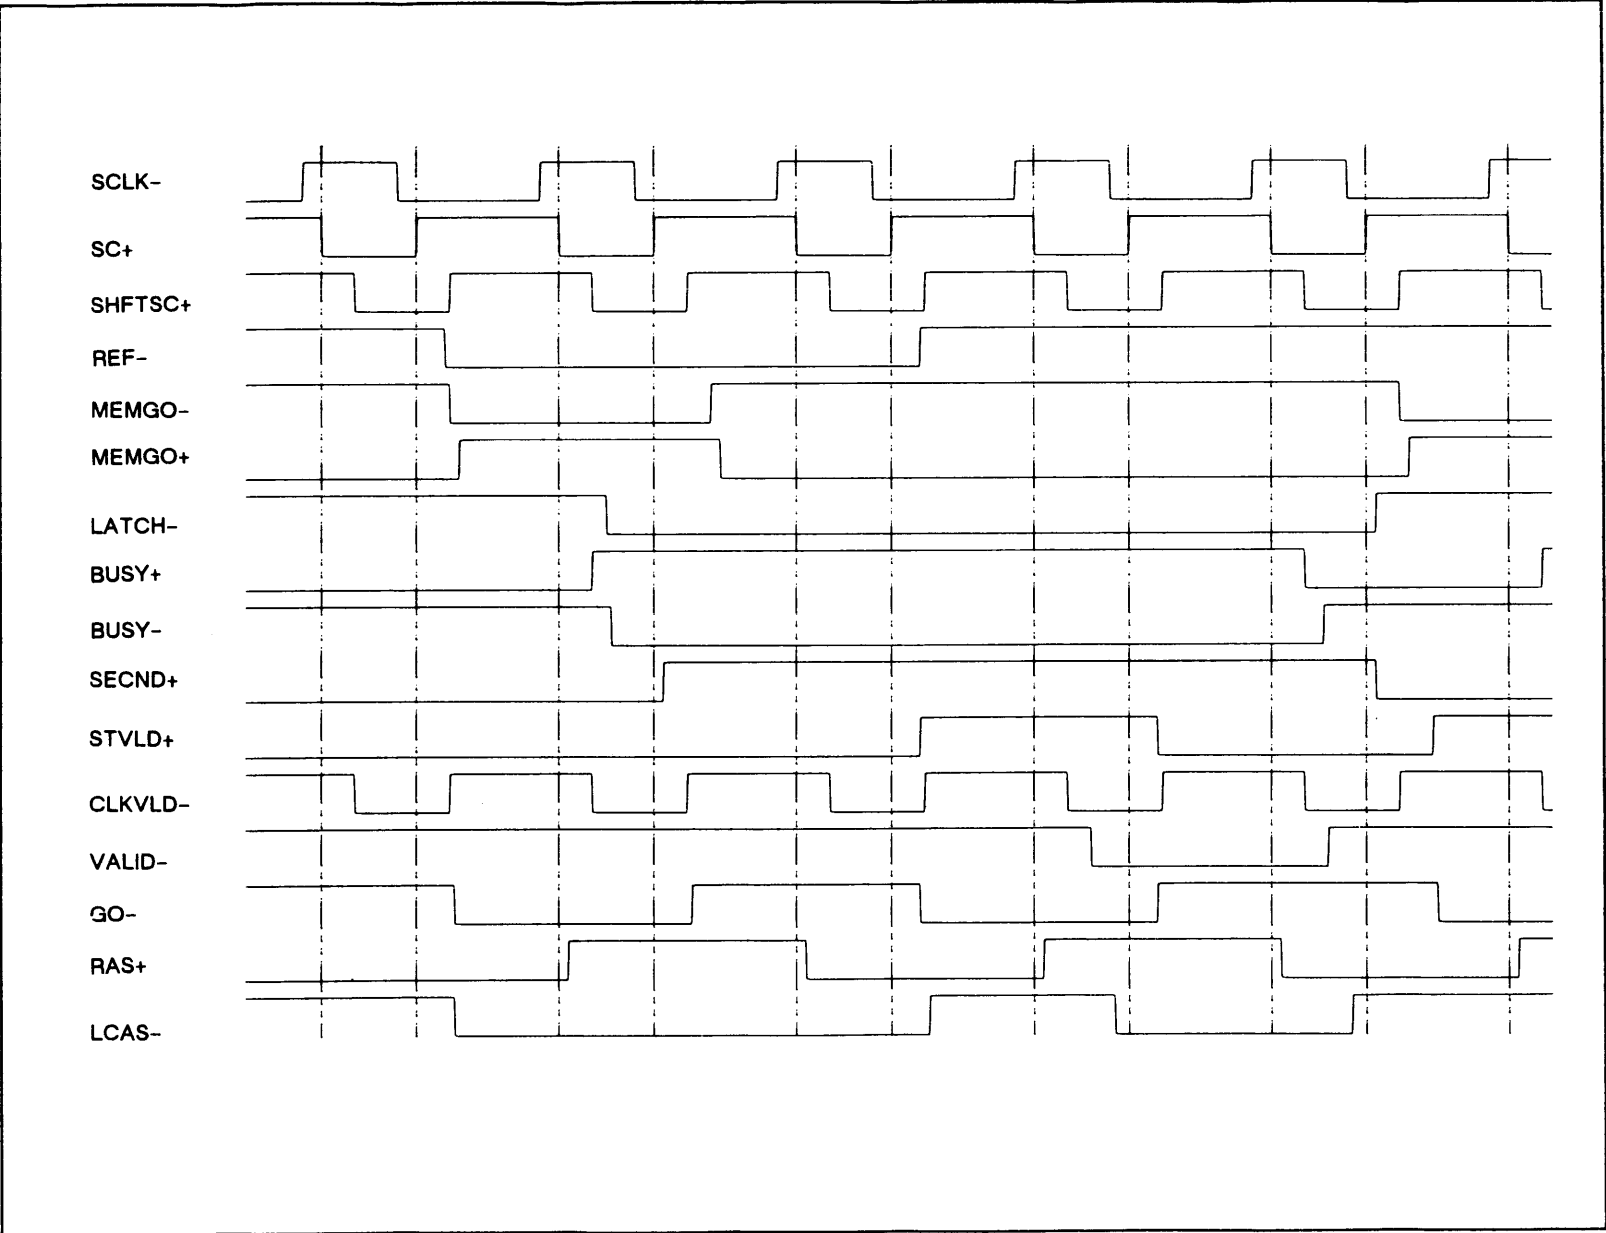 SCLK-
SC+
SHFTSC+
REF-
MEMGO-
MEMGO+
LATCH-
BUSY+
BUSY-
SECND+
STVLD+
CLKVLD-
VALID-
GO-
RAS+
LCAS-